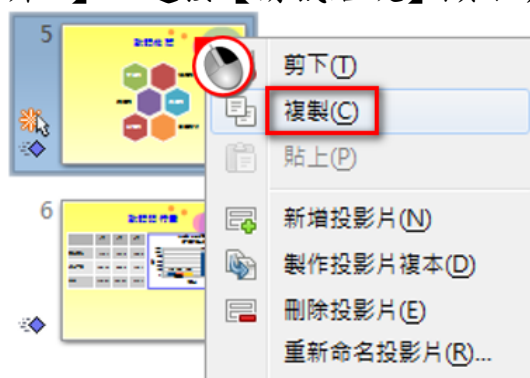 5
剪下(T)
複製(C)
貼上(P)
6
新增投影片(N)
製作投影片複本(D)
刪除投影片(E)
重新命名投影片(R)...